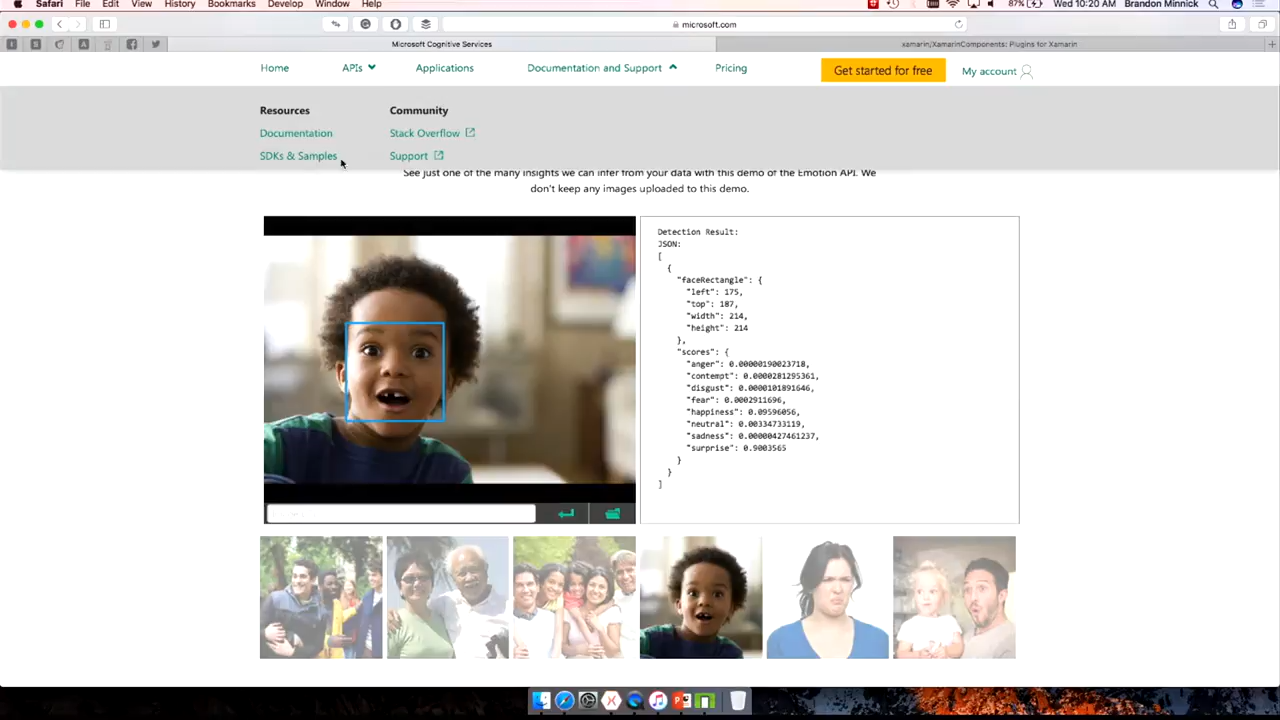 Safari File Edit View History Bookmarks Develop Window Help
87% Wed 10:20 AM Brandon Minnick
microsoft.com
Microsoft Cognitive Services
xamarin/XamarinComponents: Plugins for Xamarin
Home APIs Applications Documentation and Support Pricing Get started for free My account
Resources Community
Documentation Stack Overflow
SDKs & Samples Support
See just one of the many insights we can infer from your data with this demo of the Emotion API. We
don't keep any images uploaded to this demo.
Detection Result:
JSON:
[
{
"faceRectangle": {
"left": 175,
"top": 187,
"width": 214,
"height": 214
},
"scores": {
"anger": 0.00000190023718,
"contempt": 0.0000281295361,
"disgust": 0.0000101891646,
"fear": 0.0002911696,
"happiness": 0.09596056,
"neutral": 0.00334733119,
"sadness": 0.00000427461237,
"surprise": 0.9003565
}
}
]